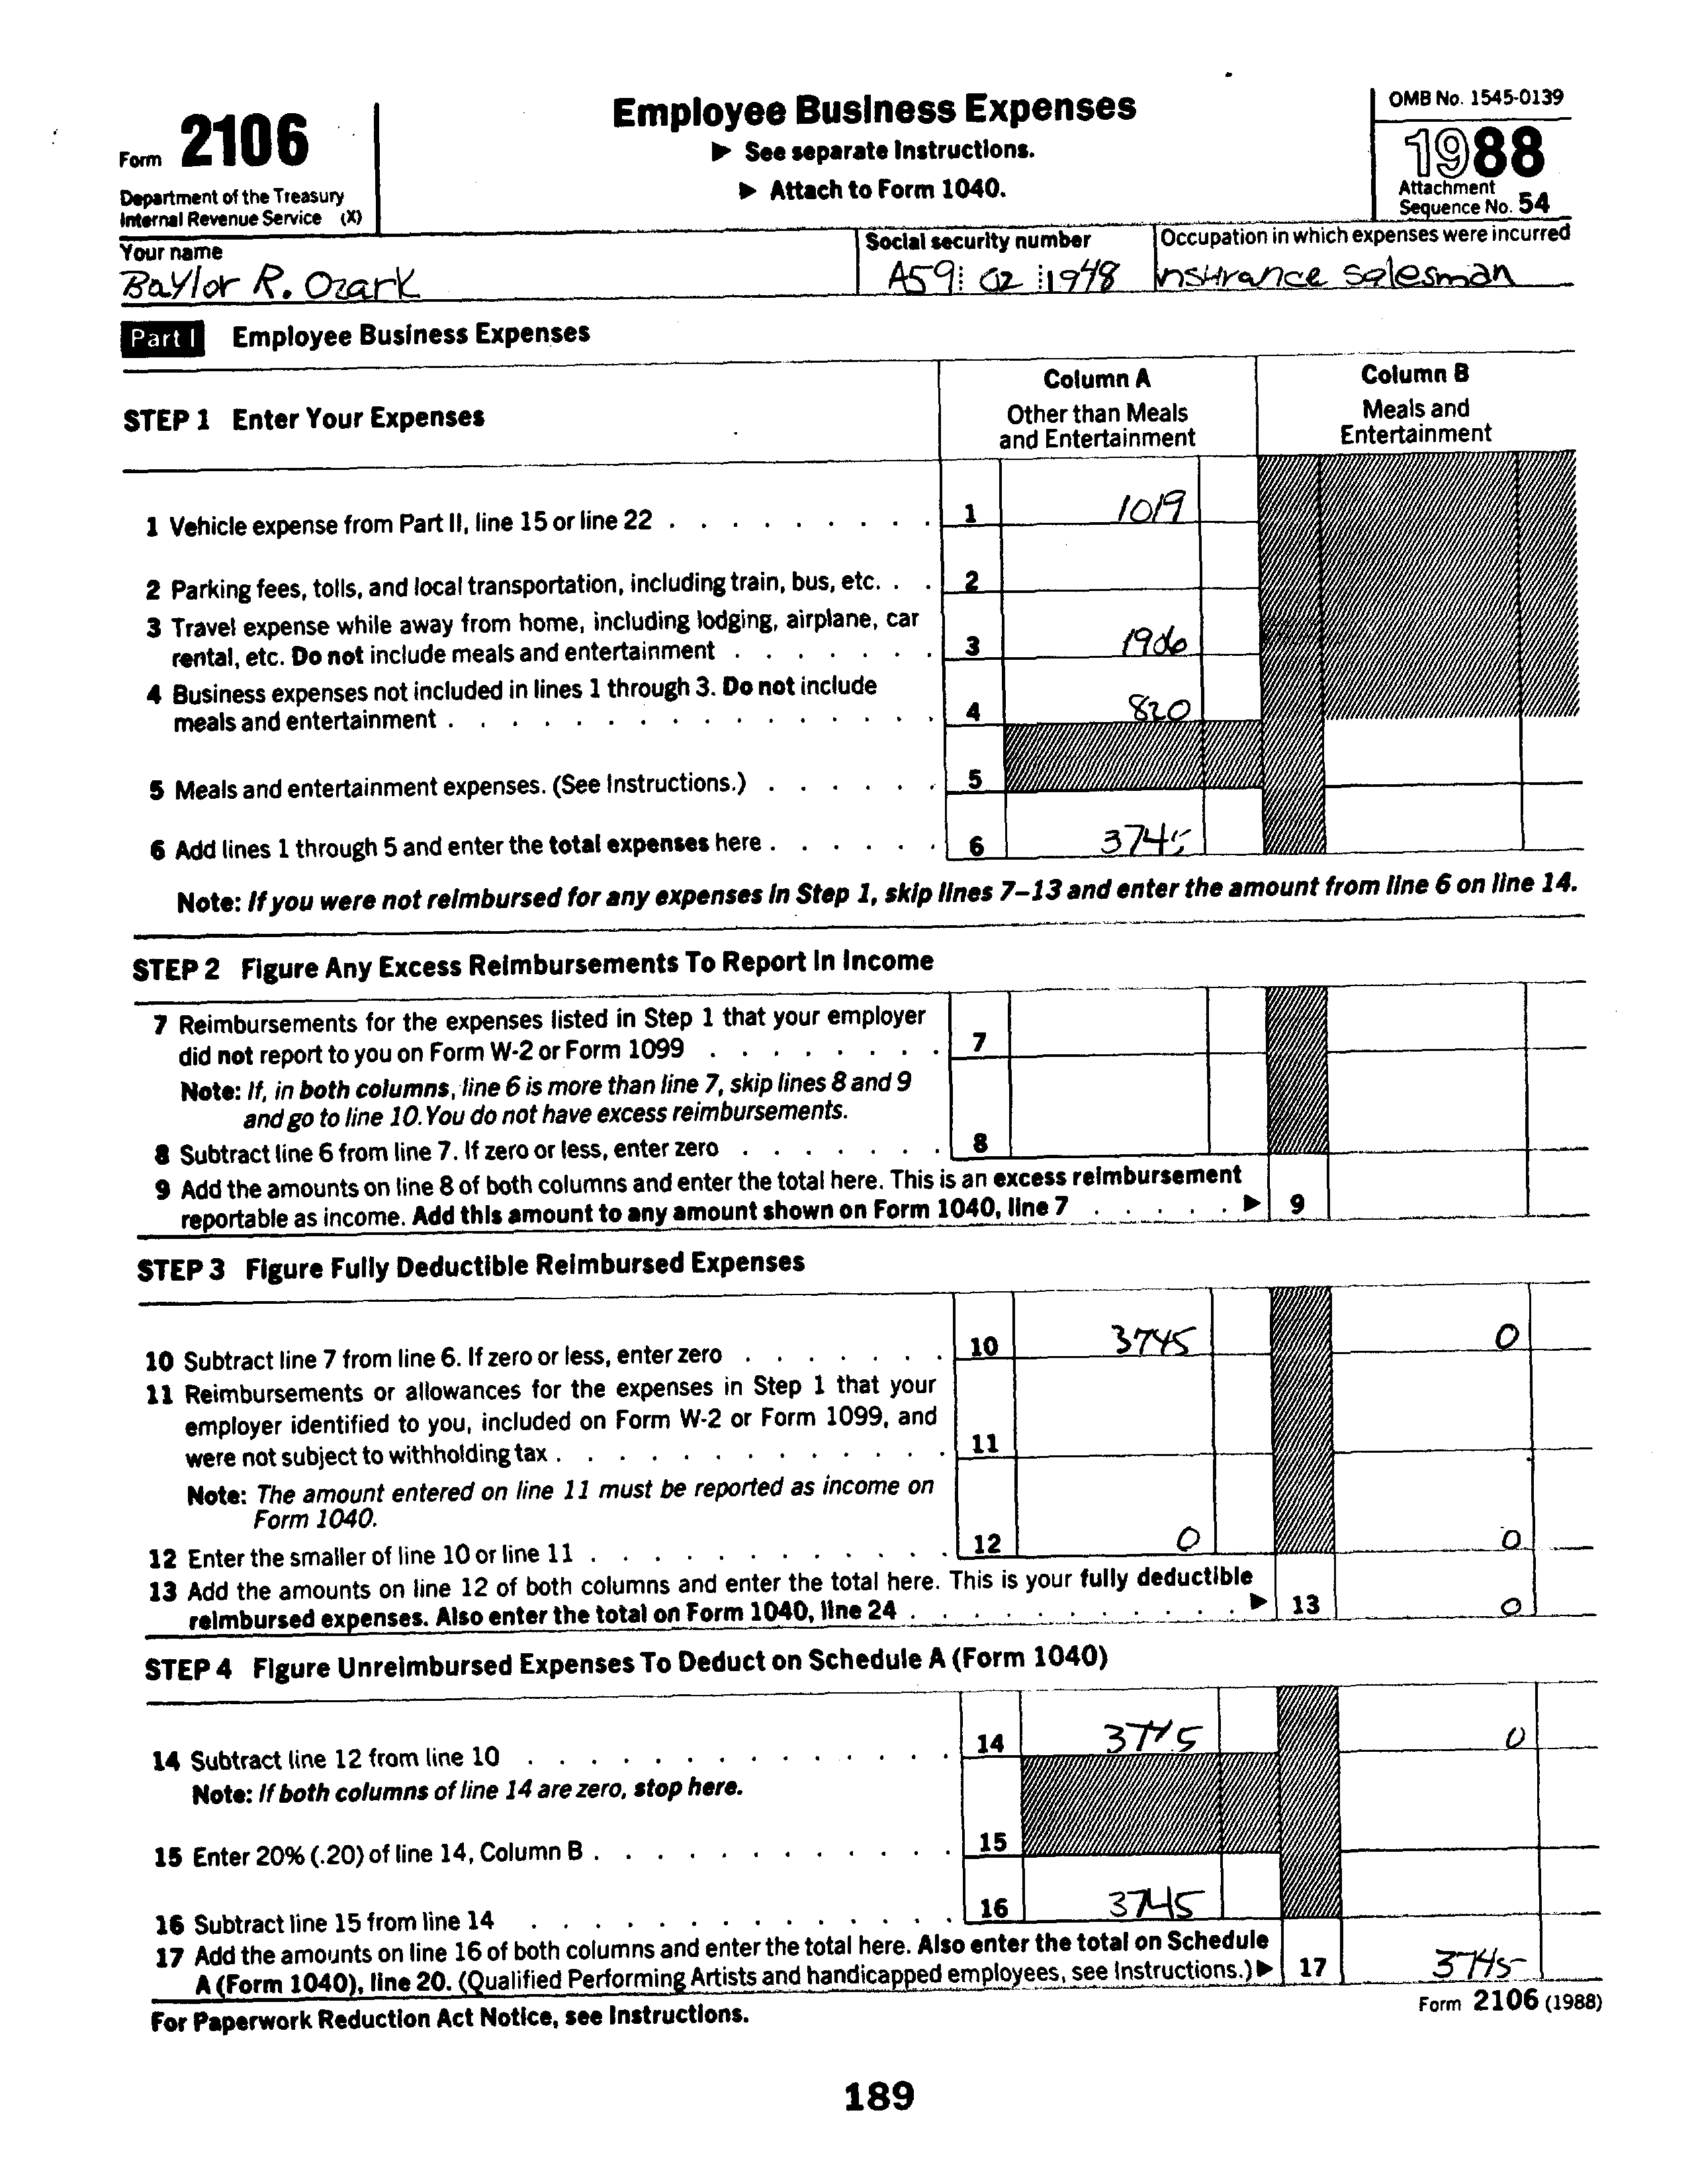 Form 2106
Department of the Treasury
Internal Revenue Service (X)
Employee Business Expenses
▶ See separate Instructions.
▶ Attach to Form 1040.
OMB No. 1545-0139
1988
Attachment
Sequence No. 54
Your name
Baylor R. Ozark
Social security number
A59 02 1948
Occupation in which expenses were incurred
Insurance Salesman
Part I Employee Business Expenses
STEP 1 Enter Your Expenses
Column A
Other than Meals
and Entertainment
Column B
Meals and
Entertainment
1 Vehicle expense from Part II, line 15 or line 22 . . . . . . . . . 1 1019
2 Parking fees, tolls, and local transportation, including train, bus, etc. . . 2
3 Travel expense while away from home, including lodging, airplane, car
rental, etc. Do not include meals and entertainment . . . . . . . 3 1906
4 Business expenses not included in lines 1 through 3. Do not include
meals and entertainment . . . . . . . . . . . . . . . . 4 820
5 Meals and entertainment expenses. (See Instructions.) . . . . . . 5
6 Add lines 1 through 5 and enter the total expenses here . . . . . . 6 3745
Note: If you were not reimbursed for any expenses in Step 1, skip lines 7–13 and enter the amount from line 6 on line 14.
STEP 2 Figure Any Excess Reimbursements To Report In Income
7 Reimbursements for the expenses listed in Step 1 that your employer
did not report to you on Form W-2 or Form 1099 . . . . . . . . 7
Note: If, in both columns, line 6 is more than line 7, skip lines 8 and 9
and go to line 10. You do not have excess reimbursements.
8 Subtract line 6 from line 7. If zero or less, enter zero . . . . . . . 8
9 Add the amounts on line 8 of both columns and enter the total here. This is an excess reimbursement
reportable as income. Add this amount to any amount shown on Form 1040, line 7 . . . . . ▶ 9
STEP 3 Figure Fully Deductible Reimbursed Expenses
10 Subtract line 7 from line 6. If zero or less, enter zero . . . . . . . 10 3745 0
11 Reimbursements or allowances for the expenses in Step 1 that your
employer identified to you, included on Form W-2 or Form 1099, and
were not subject to withholding tax . . . . . . . . . . . . . 11
Note: The amount entered on line 11 must be reported as income on
Form 1040.
12 Enter the smaller of line 10 or line 11 . . . . . . . . . . . . 12 0 0
13 Add the amounts on line 12 of both columns and enter the total here. This is your fully deductible
reimbursed expenses. Also enter the total on Form 1040, line 24 . . . . . . . . . . . ▶ 13 0
STEP 4 Figure Unreimbursed Expenses To Deduct on Schedule A (Form 1040)
14 Subtract line 12 from line 10 . . . . . . . . . . . . . . 14 3745 0
Note: If both columns of line 14 are zero, stop here.
15 Enter 20% (.20) of line 14, Column B . . . . . . . . . . . . 15
16 Subtract line 15 from line 14 . . . . . . . . . . . . . . 16 3745
17 Add the amounts on line 16 of both columns and enter the total here. Also enter the total on Schedule
A (Form 1040), line 20. (Qualified Performing Artists and handicapped employees, see Instructions.) ▶ 17 3745
For Paperwork Reduction Act Notice, see Instructions.
Form 2106 (1988)
189